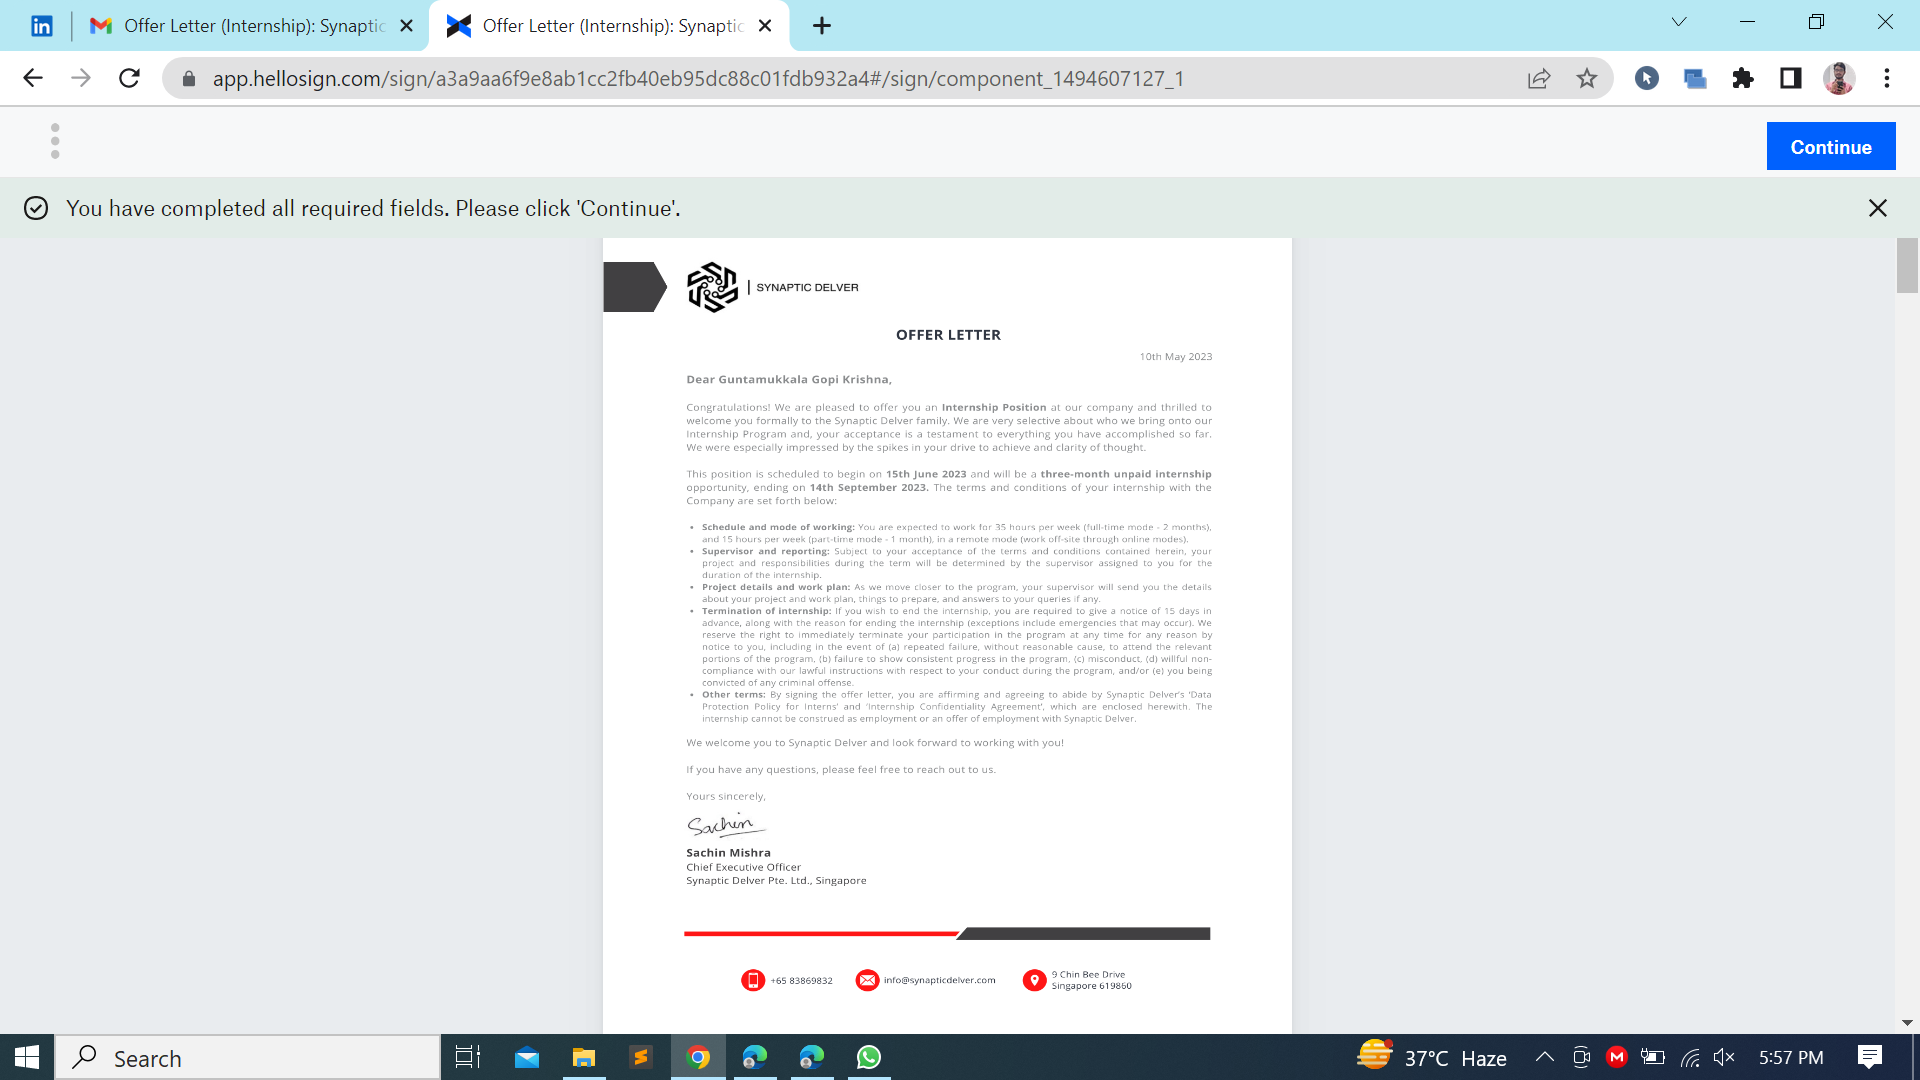 Offer Letter (Internship): Synaptic
Offer Letter (Internship): Synaptic
app.hellosign.com/sign/a3a9aa6f9e8ab1cc2fb40eb95dc88c01fdb932a4#/sign/component_1494607127_1
Continue
You have completed all required fields. Please click 'Continue'.
SYNAPTIC DELVER
OFFER LETTER
10th May 2023
Dear Guntamukkala Gopi Krishna,
Congratulations! We are pleased to offer you an Internship Position at our company and thrilled to
welcome you formally to the Synaptic Delver family. We are very selective about who we bring onto our
Internship Program and, your acceptance is a testament to everything you have accomplished so far.
We were especially impressed by the spikes in your drive to achieve and clarity of thought.
This position is scheduled to begin on 15th June 2023 and will be a three-month unpaid internship
opportunity, ending on 14th September 2023. The terms and conditions of your internship with the
Company are set forth below:
• Schedule and mode of working: You are expected to work for 35 hours per week (full-time mode - 2 months),
and 15 hours per week (part-time mode - 1 month), in a remote mode (work off-site through online modes).
• Supervisor and reporting: Subject to your acceptance of the terms and conditions contained herein, your
project and responsibilities during the term will be determined by the supervisor assigned to you for the
duration of the internship.
• Project details and work plan: As we move closer to the program, your supervisor will send you the details
about your project and work plan, things to prepare, and answers to your queries if any.
• Termination of internship: If you wish to end the internship, you are required to give a notice of 15 days in
advance, along with the reason for ending the internship (exceptions include emergencies that may occur). We
reserve the right to immediately terminate your participation in the program at any time for any reason by
notice to you, including in the event of (a) repeated failure, without reasonable cause, to attend the relevant
portions of the program, (b) failure to show consistent progress in the program, (c) misconduct, (d) willful non-
compliance with our lawful instructions with respect to your conduct during the program, and/or (e) you being
convicted of any criminal offense.
• Other terms: By signing the offer letter, you are affirming and agreeing to abide by Synaptic Delver's 'Data
Protection Policy for Interns' and 'Internship Confidentiality Agreement', which are enclosed herewith. The
internship cannot be construed as employment or an offer of employment with Synaptic Delver.
We welcome you to Synaptic Delver and look forward to working with you!
If you have any questions, please feel free to reach out to us.
Yours sincerely,
Sachin
Sachin Mishra
Chief Executive Officer
Synaptic Delver Pte. Ltd., Singapore
+65 83869832
info@synapticdelver.com
9 Chin Bee Drive
Singapore 619860
Search
37°C Haze
5:57 PM